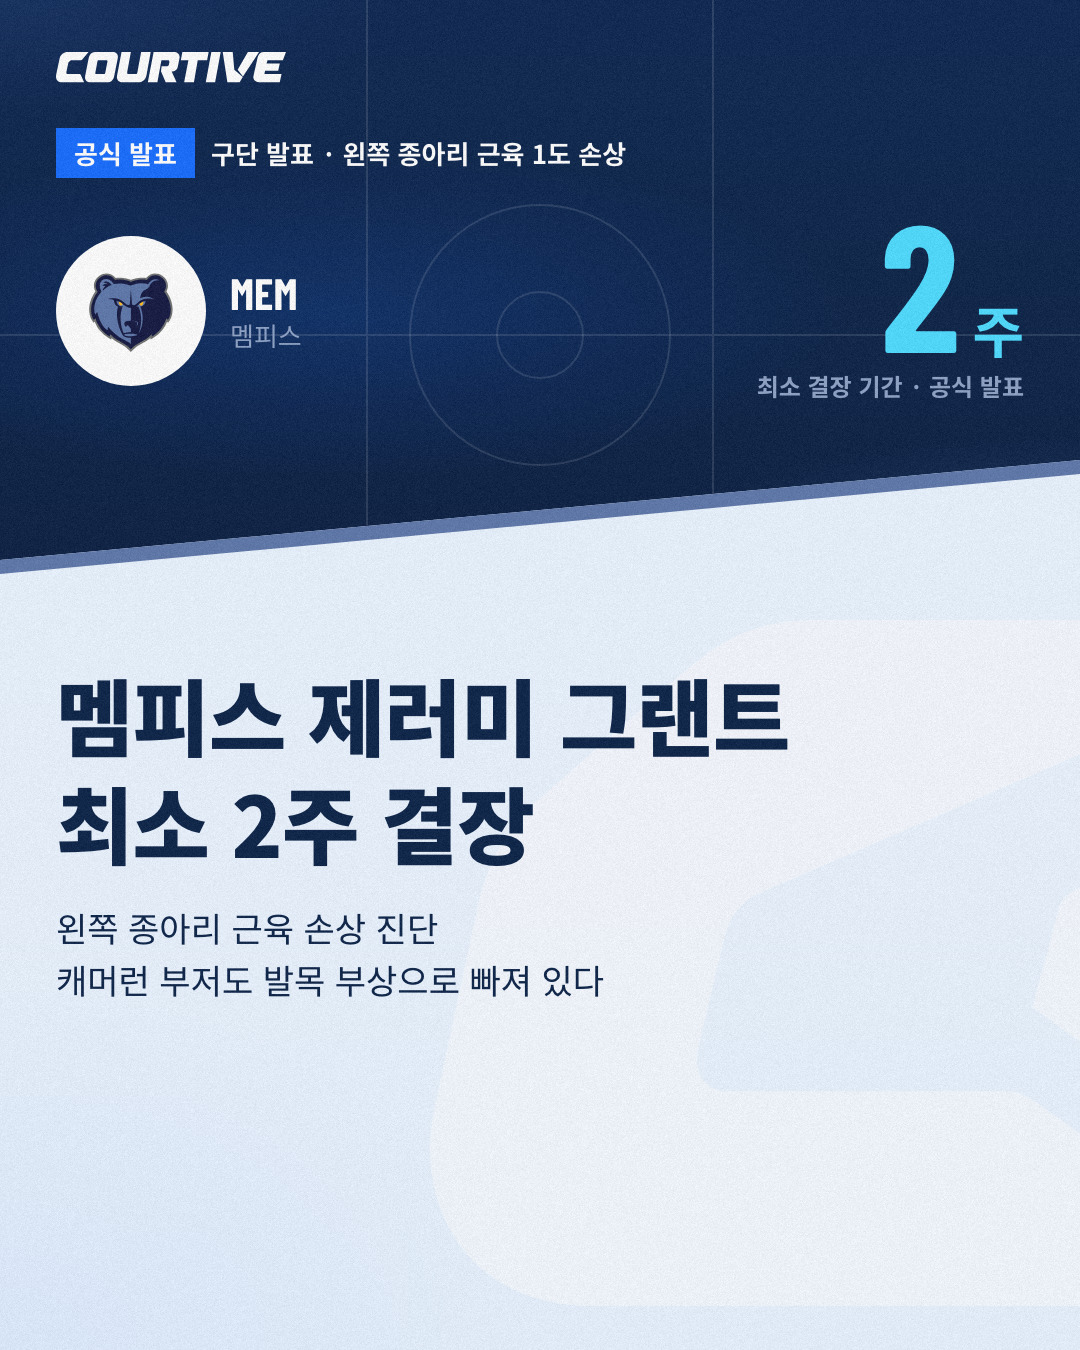 COURTIVE
공식 발표 구단 발표 · 왼쪽 종아리 근육 1도 손상
MEM
멤피스
2주
최소 결장 기간 · 공식 발표
멤피스 제러미 그랜트
최소 2주 결장
왼쪽 종아리 근육 손상 진단
캐머런 부저도 발목 부상으로 빠져 있다